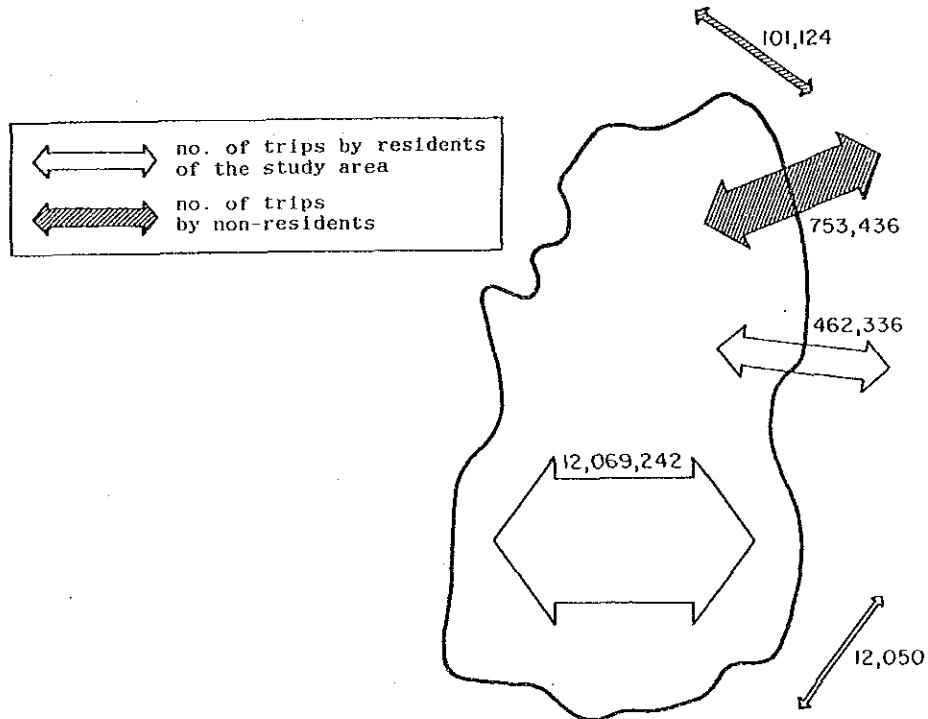 101,124
no. of trips by residents
of the study area
no. of trips
by non-residents
753,436
462,336
12,069,242
12,050